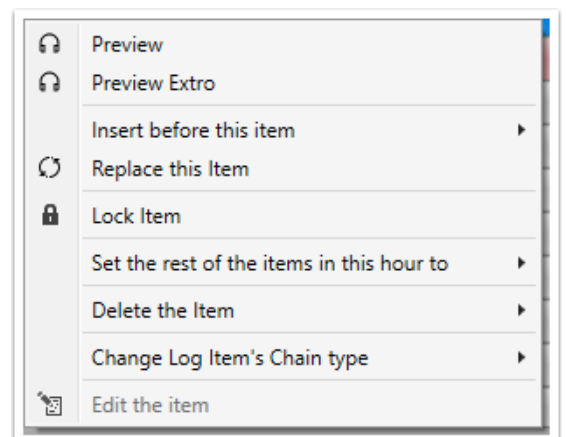 Preview
Preview Extro
Insert before this item
Replace this Item
Lock Item
Set the rest of the items in this hour to
Delete the Item
Change Log Item's Chain type
Edit the item